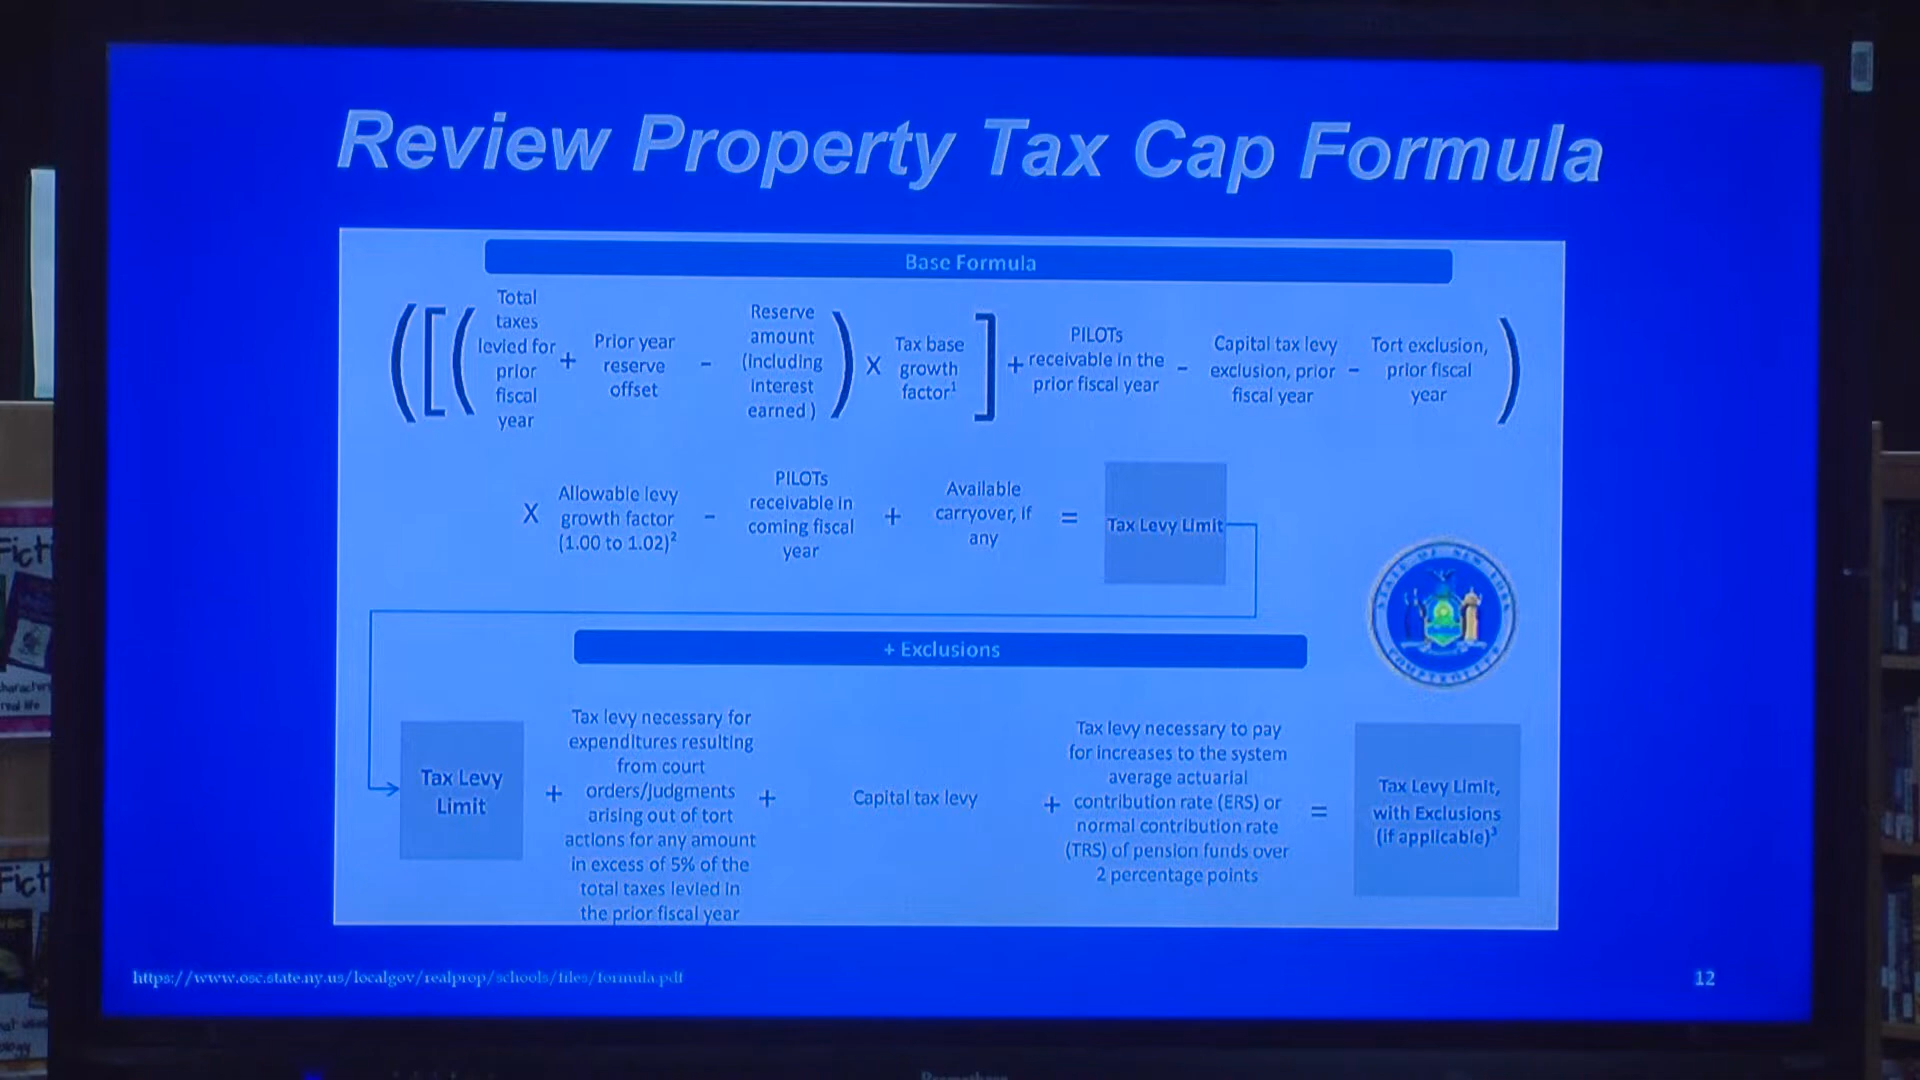 Review Property Tax Cap Formula
Base Formula
( [ (
Total
taxes
levied for
prior
fiscal
year
+
Prior year
reserve
offset
-
Reserve
amount
(including
interest
earned )
)
X
Tax base
growth
factor¹
]
+
PILOTs
receivable in the
prior fiscal year
-
Capital tax levy
exclusion, prior
fiscal year
-
Tort exclusion,
prior fiscal
year
)
X
Allowable levy
growth factor
(1.00 to 1.02)²
-
PILOTs
receivable in
coming fiscal
year
+
Available
carryover, if
any
=
Tax Levy Limit
+ Exclusions
Tax Levy
Limit
+
Tax levy necessary for
expenditures resulting
from court
orders/judgments
arising out of tort
actions for any amount
in excess of 5% of the
total taxes levied in
the prior fiscal year
+
Capital tax levy
+
Tax levy necessary to pay
for increases to the system
average actuarial
contribution rate (ERS) or
normal contribution rate
(TRS) of pension funds over
2 percentage points
=
Tax Levy Limit,
with Exclusions
(if applicable)³
https://www.osc.state.ny.us/localgov/realprop/schools/files/formula.pdf
12
real life